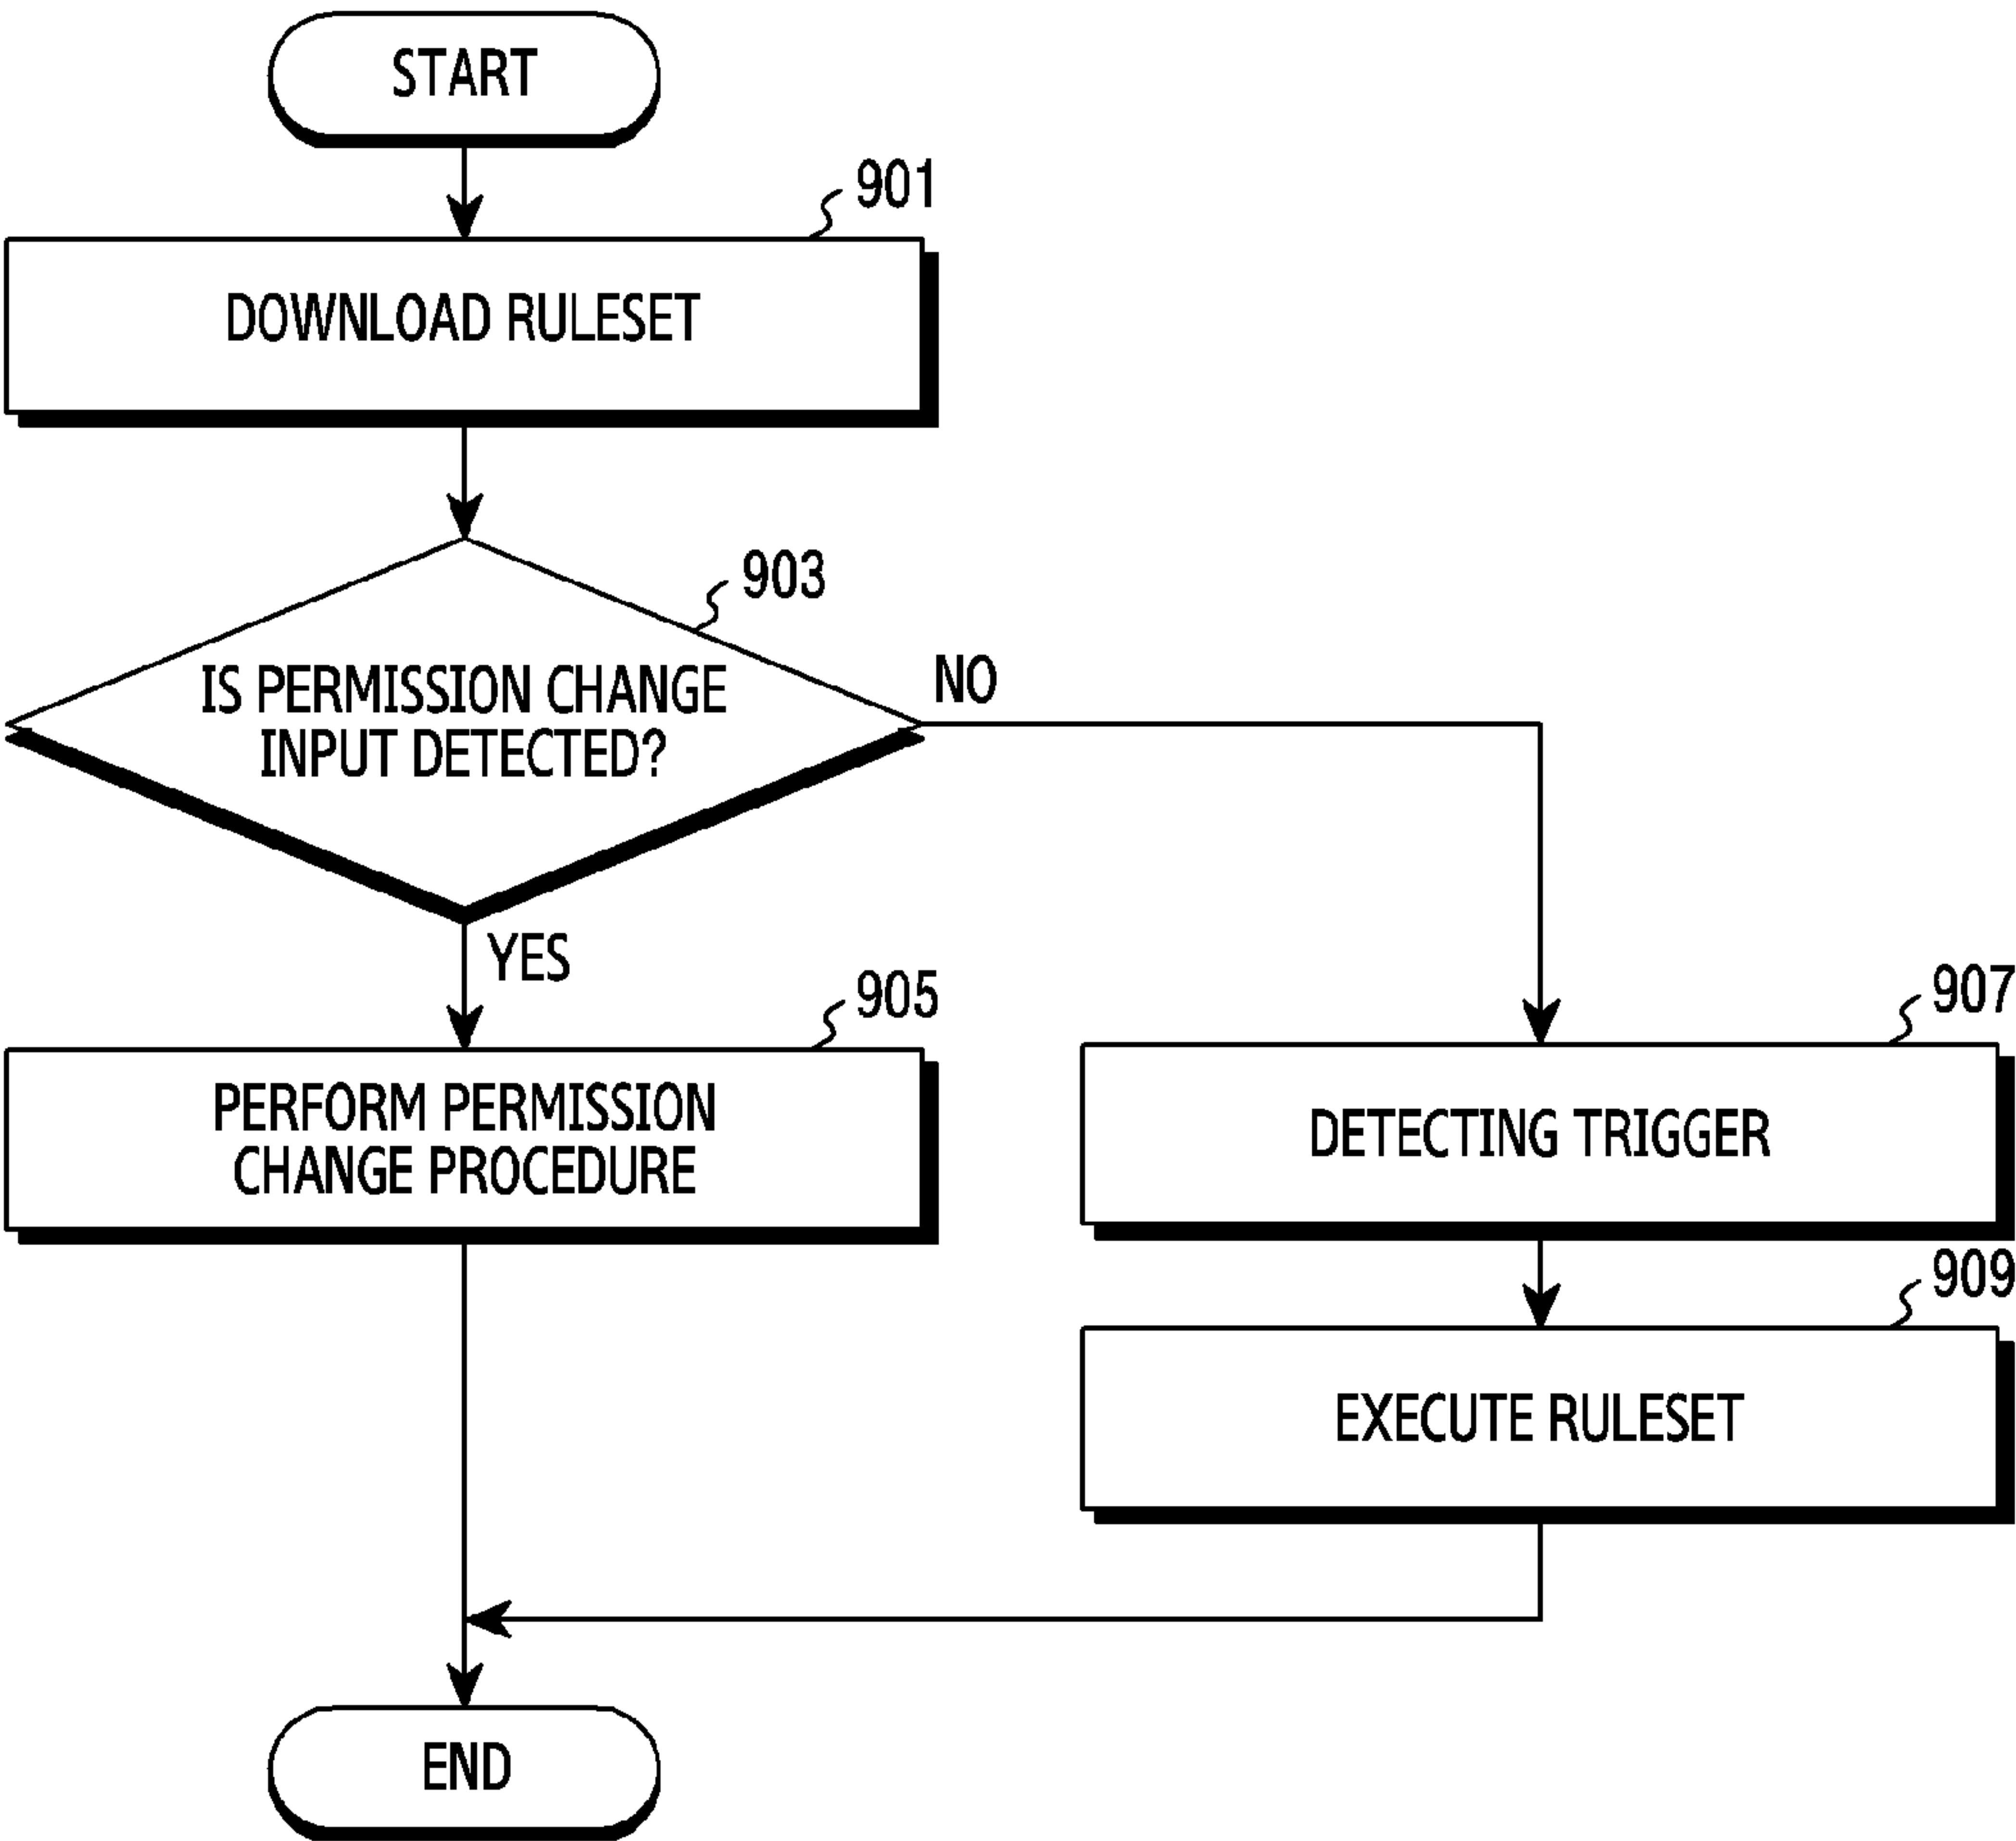 START
901
DOWNLOAD RULESET
903
IS PERMISSION CHANGE
INPUT DETECTED?
NO
YES
905
PERFORM PERMISSION
CHANGE PROCEDURE
907
DETECTING TRIGGER
909
EXECUTE RULESET
END